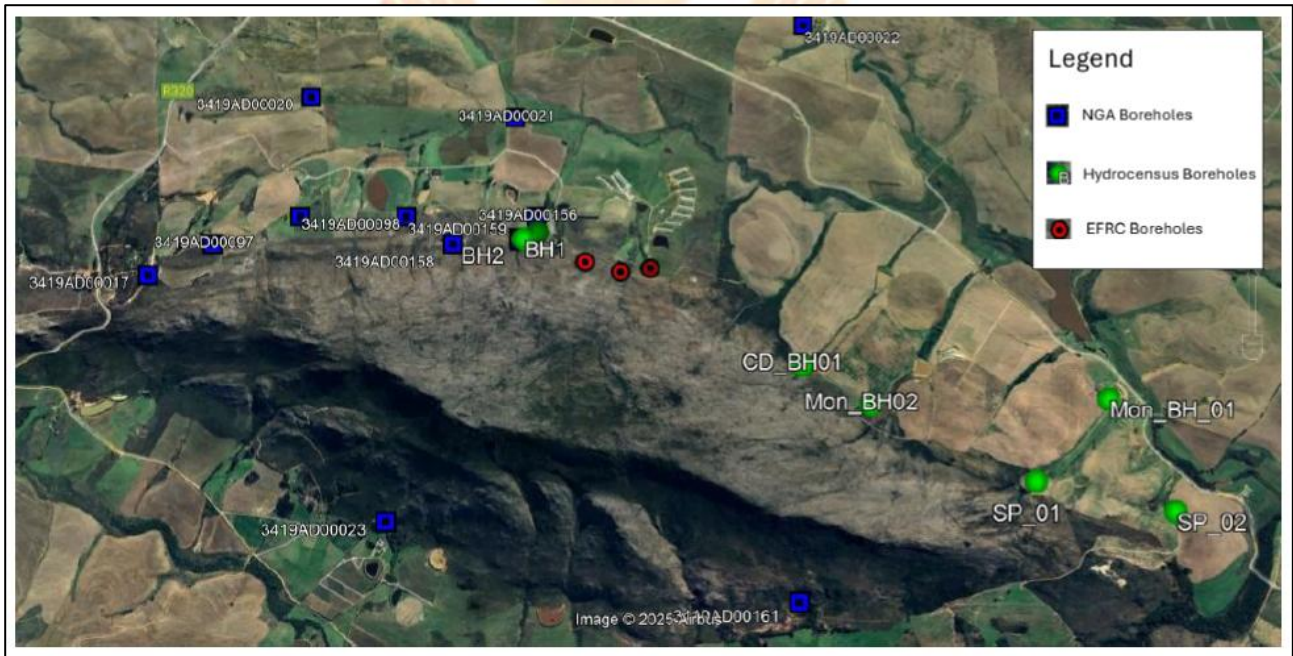 3419AD00022
Legend
R320
3419AD00020
NGA Boreholes
3419AD00021
Hydrocensus Boreholes
3419AD00098
3419AD00156
3419AD00159
EFRC Boreholes
3419AD00097
BH2
BH1
3419AD00158
3419AD00017
CD_BH01
Mon_BH02
Mon_BH_01
SP_01
SP_02
3419AD00023
Image © 2025 Airbus
3419AD00161